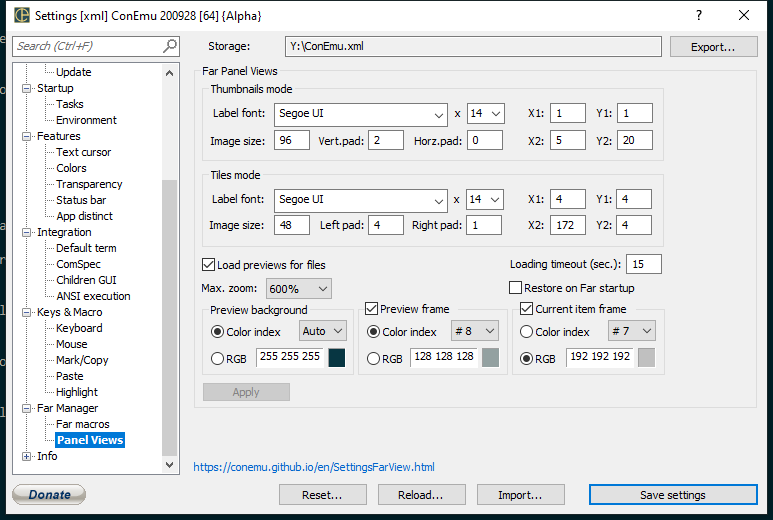 Settings [xml] ConEmu 200928 [64] {Alpha}
Search (Ctrl+F)
Storage: Y:\ConEmu.xml Export...
Update
Startup
Tasks
Environment
Features
Text cursor
Colors
Transparency
Status bar
App distinct
Integration
Default term
ComSpec
Children GUI
ANSI execution
Keys & Macro
Keyboard
Mouse
Mark/Copy
Paste
Highlight
Far Manager
Far macros
Panel Views
Info
Far Panel Views
Thumbnails mode
Label font: Segoe UI x 14 X1: 1 Y1: 1
Image size: 96 Vert.pad: 2 Horz.pad: 0 X2: 5 Y2: 20
Tiles mode
Label font: Segoe UI x 14 X1: 4 Y1: 4
Image size: 48 Left pad: 4 Right pad: 1 X2: 172 Y2: 4
Load previews for files Loading timeout (sec.): 15
Max. zoom: 600% Restore on Far startup
Preview background
Color index Auto
RGB 255 255 255
Preview frame
Color index # 8
RGB 128 128 128
Current item frame
Color index # 7
RGB 192 192 192
Apply
https://conemu.github.io/en/SettingsFarView.html
Donate Reset... Reload... Import... Save settings